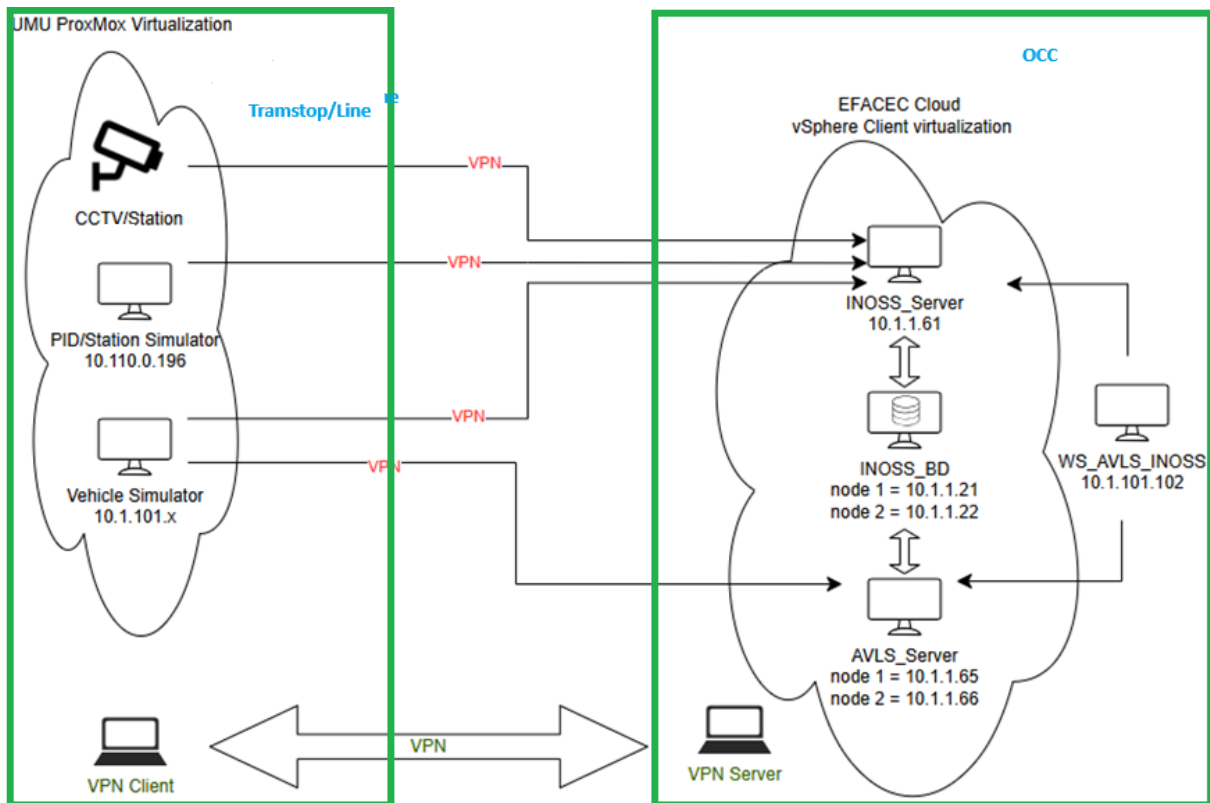 UMU ProxMox Virtualization
Tramstop/Line
re
CCTV/Station
PID/Station Simulator
10.110.0.196
Vehicle Simulator
10.1.101.x
VPN Client
VPN
VPN
VPN
VPN
VPN
OCC
EFACEC Cloud
vSphere Client virtualization
INOSS_Server
10.1.1.61
INOSS_BD
node 1 = 10.1.1.21
node 2 = 10.1.1.22
WS_AVLS_INOSS
10.1.101.102
AVLS_Server
node 1 = 10.1.1.65
node 2 = 10.1.1.66
VPN Server